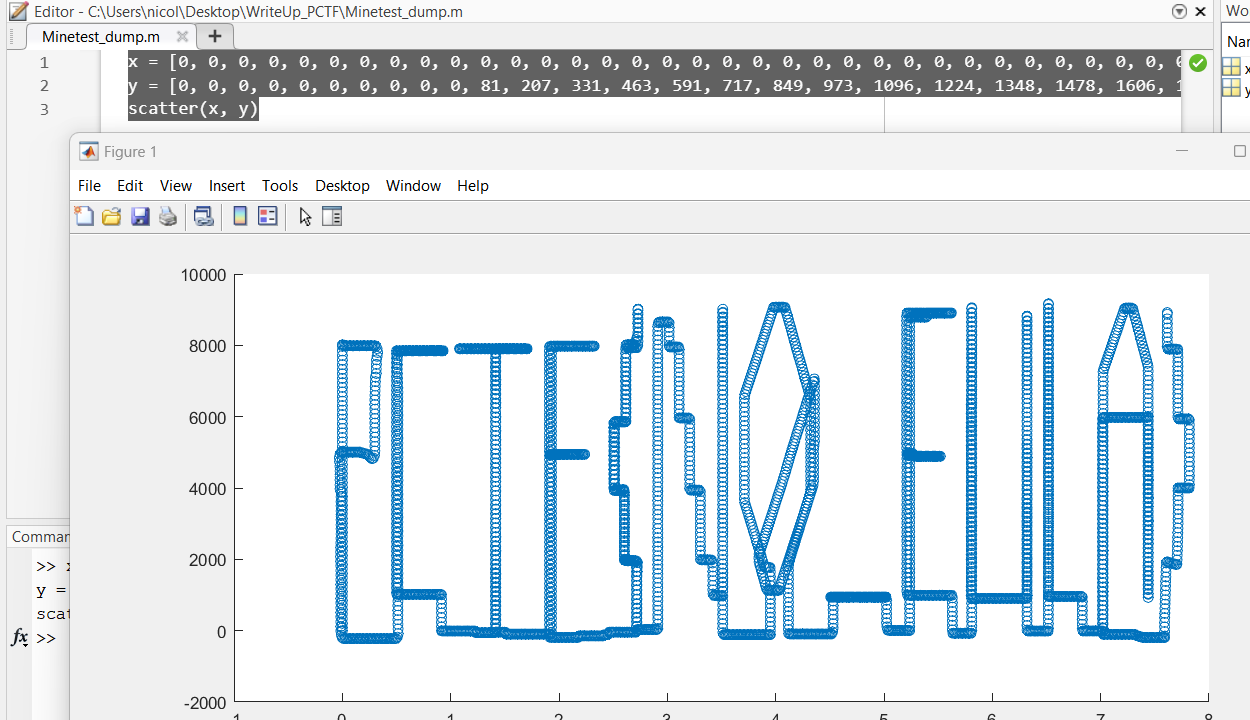 Editor - C:\Users\nicol\Desktop\WriteUp_PCTF\Minetest_dump.m
Wo
Minetest_dump.m
Nar
1 x = [0, 0, 0, 0, 0, 0, 0, 0, 0, 0, 0, 0, 0, 0, 0, 0, 0, 0, 0, 0, 0, 0, 0, 0, 0, 0, 0, 0, 0, 0, 0, 0, 0, 0
2 y = [0, 0, 0, 0, 0, 0, 0, 0, 0, 0, 81, 207, 331, 463, 591, 717, 849, 973, 1096, 1224, 1348, 1478, 1606, 1
3 scatter(x, y)
x
y
Figure 1
File Edit View Insert Tools Desktop Window Help
10000
8000
6000
4000
2000
0
-2000
-1 0 1 2 3 4 5 6 7 8
PCTF{N0_EULA}
Comman
>> x
y =
scat
fx >>